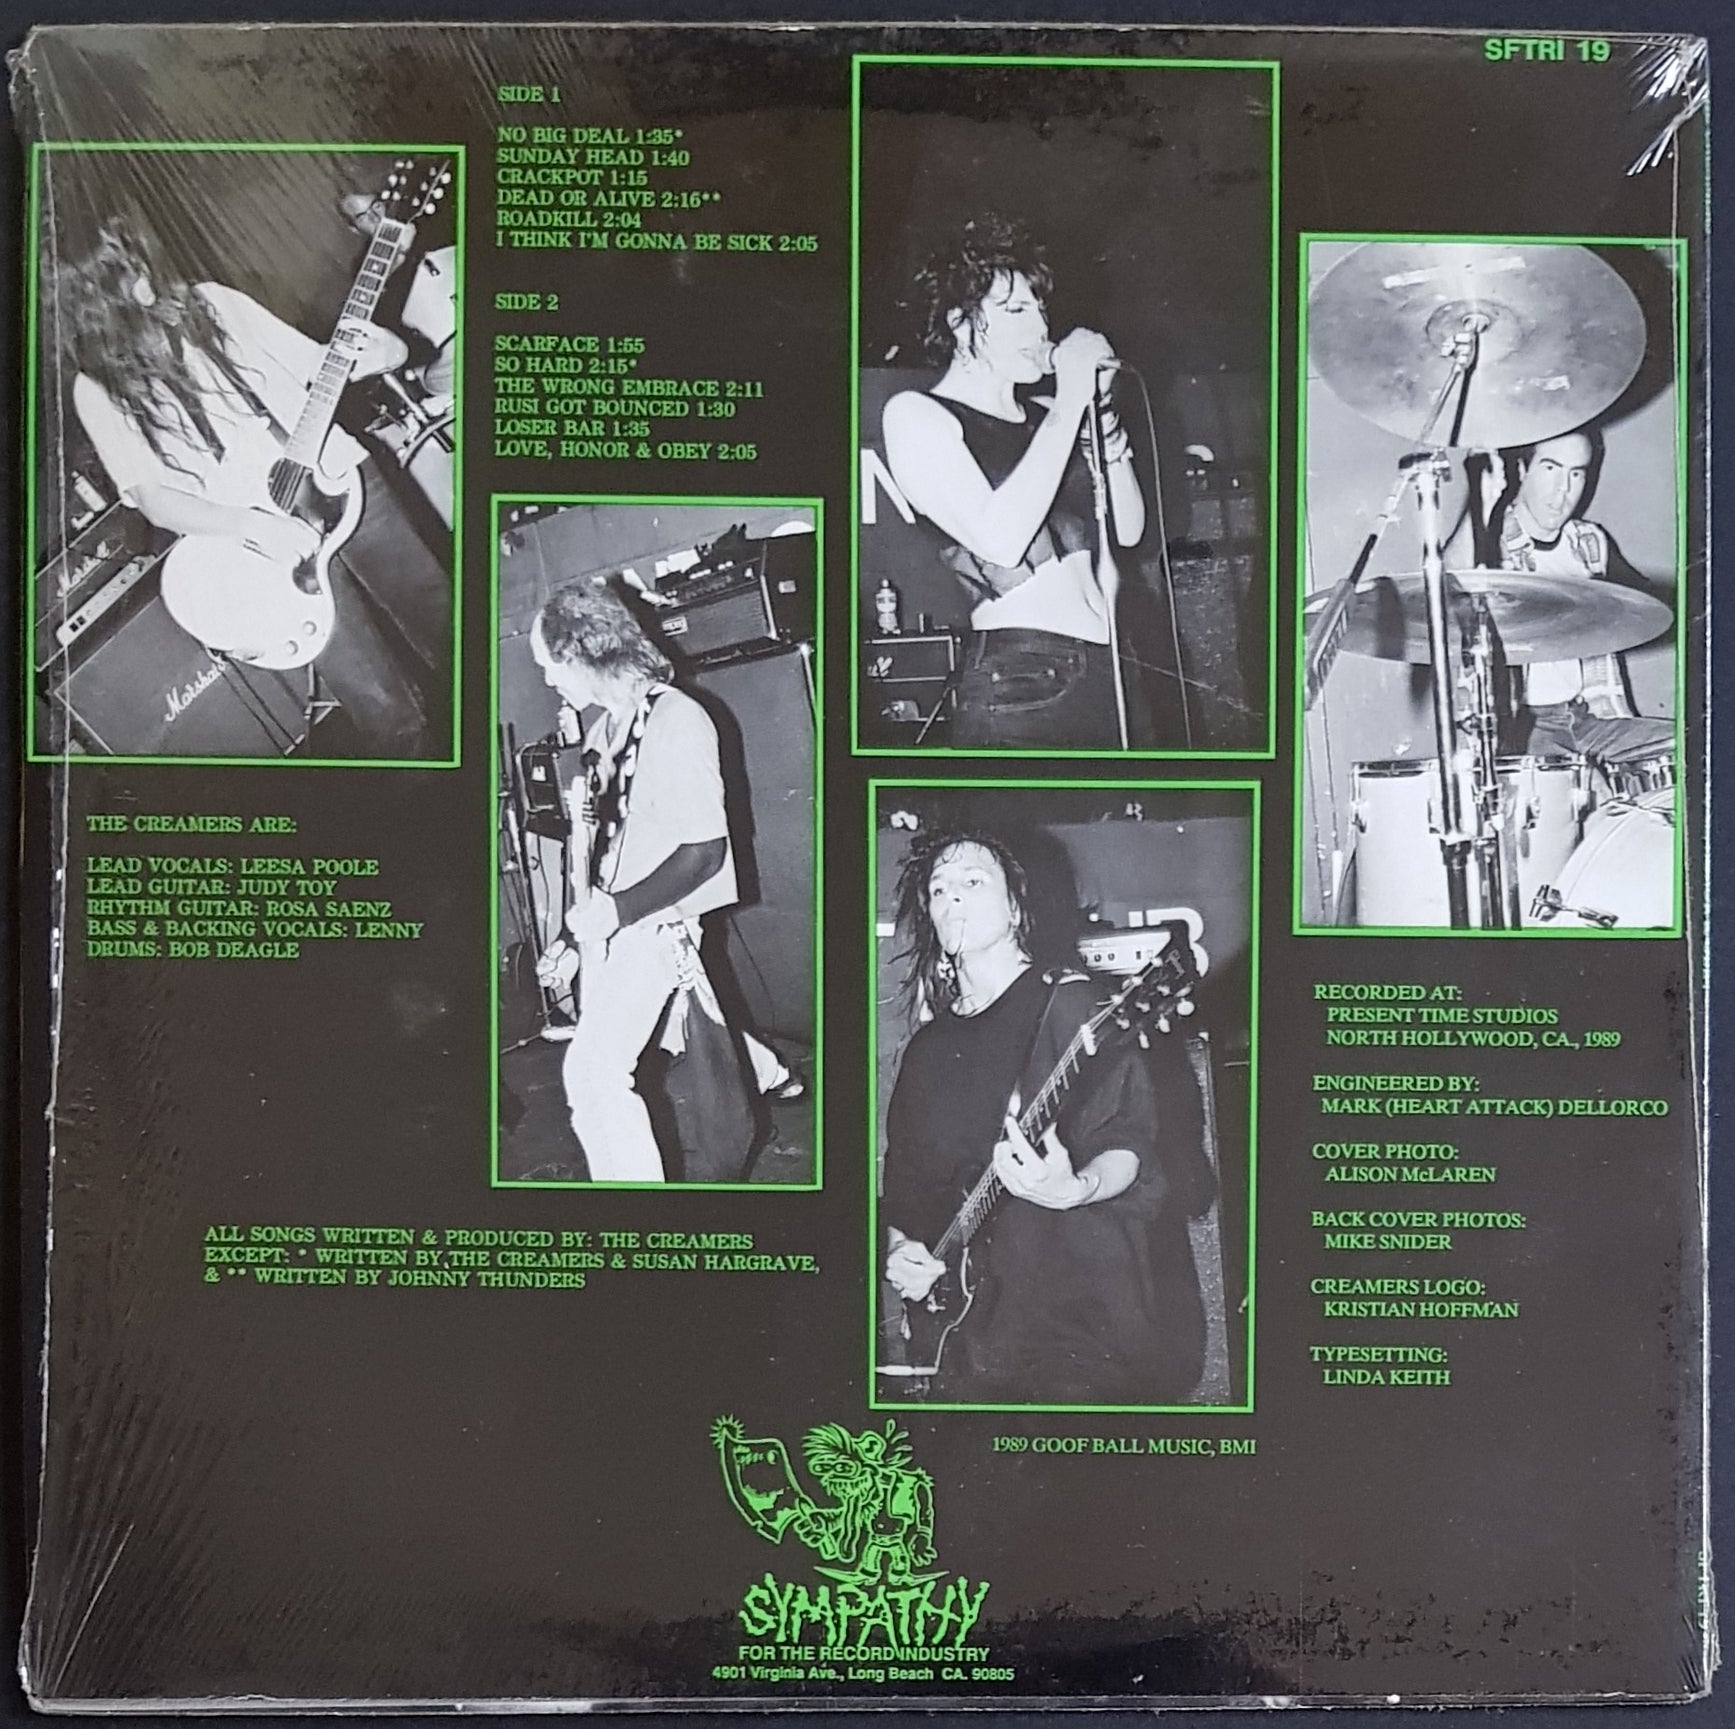 SFTRI 19
SIDE 1
NO BIG DEAL 1:35*
SUNDAY HEAD 1:40
CRACKPOT 1:15
DEAD OR ALIVE 2:16**
ROADKILL 2:04
I THINK I'M GONNA BE SICK 2:05
SIDE 2
SCARFACE 1:55
SO HARD 2:15*
THE WRONG EMBRACE 2:11
RUSI GOT BOUNCED 1:30
LOSER BAR 1:35
LOVE, HONOR & OBEY 2:05
Marshall
Marshall
THE CREAMERS ARE:
LEAD VOCALS: LEESA POOLE
LEAD GUITAR: JUDY TOY
RHYTHM GUITAR: ROSA SAENZ
BASS & BACKING VOCALS: LENNY
DRUMS: BOB DEAGLE
ALL SONGS WRITTEN & PRODUCED BY: THE CREAMERS
EXCEPT: * WRITTEN BY THE CREAMERS & SUSAN HARGRAVE,
& ** WRITTEN BY JOHNNY THUNDERS
RECORDED AT:
PRESENT TIME STUDIOS
NORTH HOLLYWOOD, CA., 1989
ENGINEERED BY:
MARK (HEART ATTACK) DELLORCO
COVER PHOTO:
ALISON McLAREN
BACK COVER PHOTOS:
MIKE SNIDER
CREAMERS LOGO:
KRISTIAN HOFFMAN
TYPESETTING:
LINDA KEITH
1989 GOOF BALL MUSIC, BMI
SYMPATHY
FOR THE RECORD INDUSTRY
4901 Virginia Ave., Long Beach CA. 90805